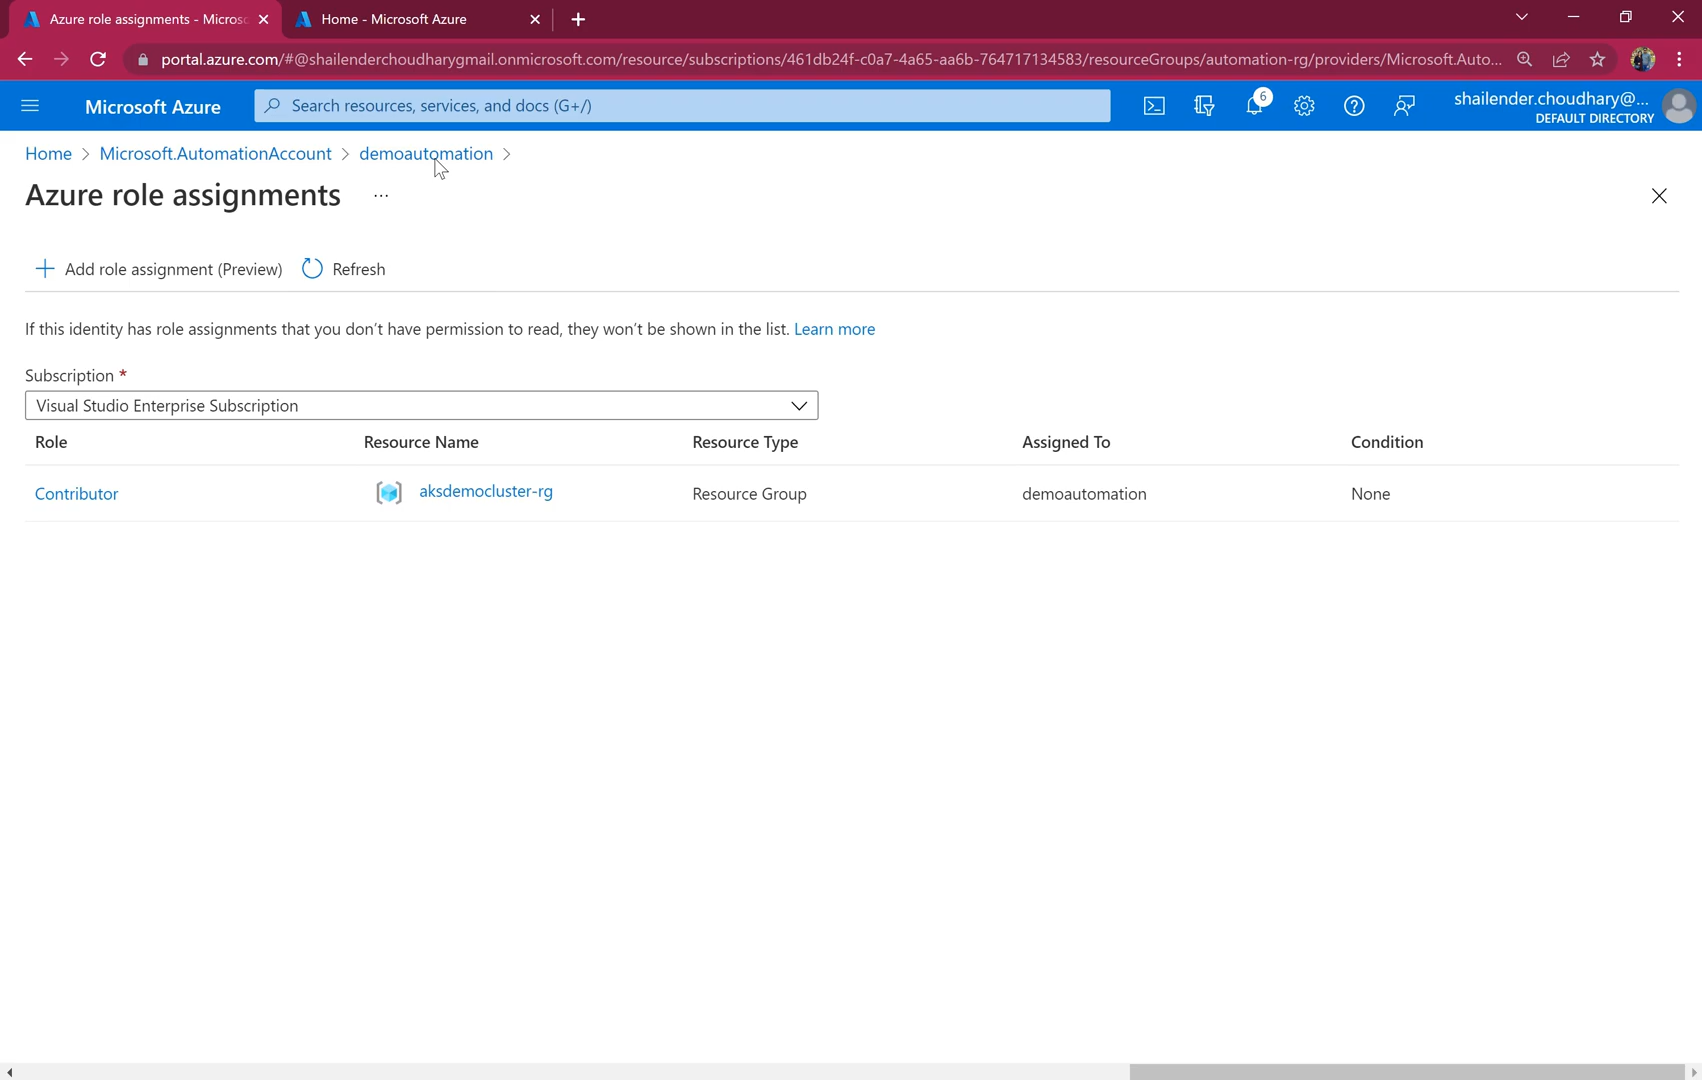 Azure role assignments - Micros
Home - Microsoft Azure
portal.azure.com/#@shailenderchoudharygmail.onmicrosoft.com/resource/subscriptions/461db24f-c0a7-4a65-aa6b-764717134583/resourceGroups/automation-rg/providers/Microsoft.Auto...
Microsoft Azure
Search resources, services, and docs (G+/)
6
shailender.choudhary@...
DEFAULT DIRECTORY
Home > Microsoft.AutomationAccount > demoautomation >
Azure role assignments ...
Add role assignment (Preview)
Refresh
If this identity has role assignments that you don't have permission to read, they won't be shown in the list. Learn more
Subscription *
Visual Studio Enterprise Subscription
Role Resource Name Resource Type Assigned To Condition
Contributor aksdemocluster-rg Resource Group demoautomation None